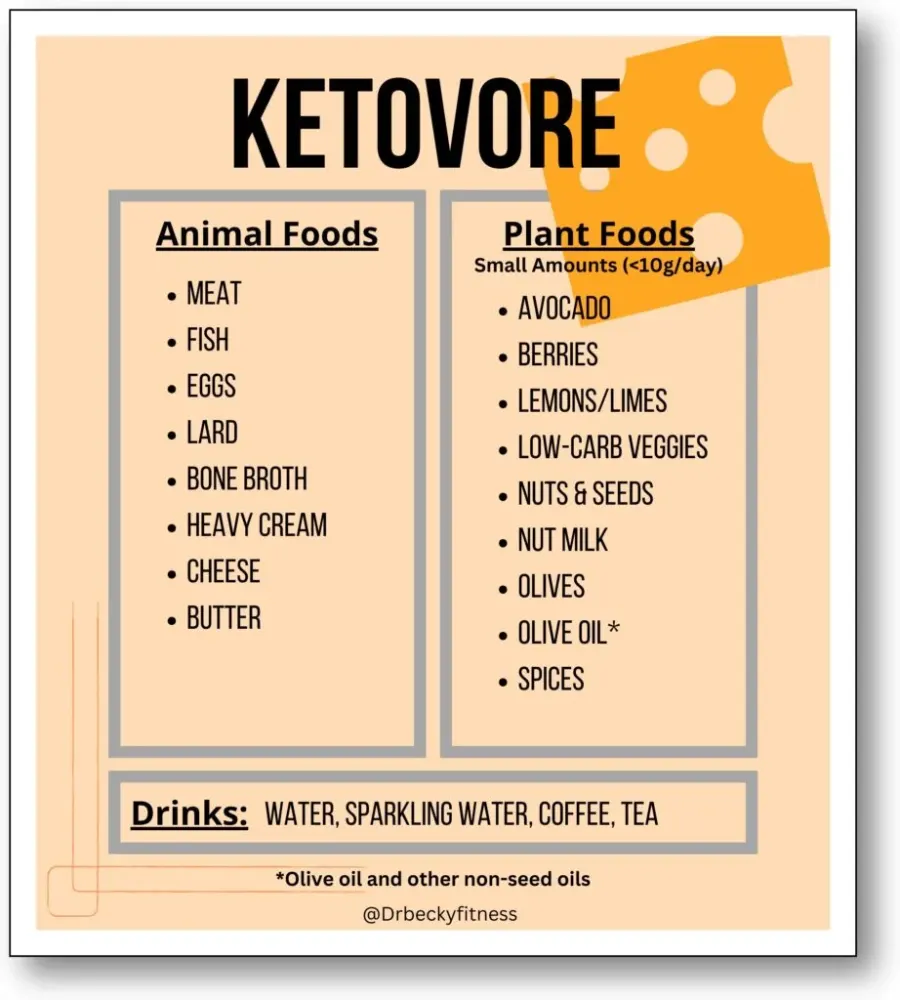 KETOVORE
Animal Foods
• MEAT
• FISH
• EGGS
• LARD
• BONE BROTH
• HEAVY CREAM
• CHEESE
• BUTTER
Plant Foods
Small Amounts (<10g/day)
• AVOCADO
• BERRIES
• LEMONS/LIMES
• LOW-CARB VEGGIES
• NUTS & SEEDS
• NUT MILK
• OLIVES
• OLIVE OIL*
• SPICES
Drinks: WATER, SPARKLING WATER, COFFEE, TEA
*Olive oil and other non-seed oils
@Drbeckyfitness